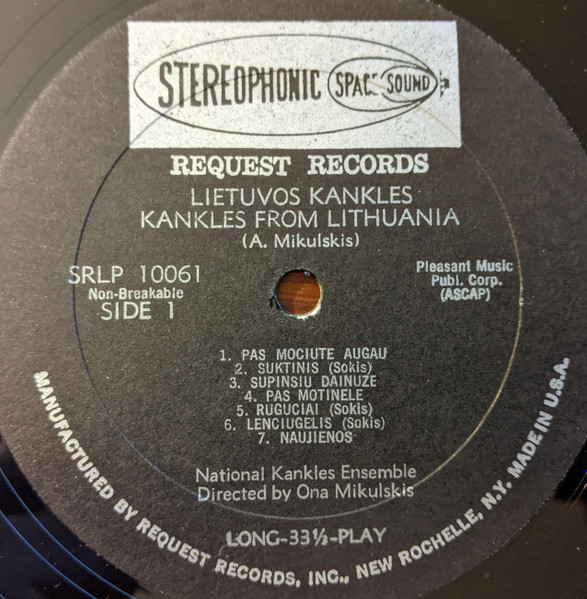 STEREOPHONIC SPACE SOUND
REQUEST RECORDS
LIETUVOS KANKLES
KANKLES FROM LITHUANIA
(A. Mikulskis)
SRLP 10061
Non-Breakable
SIDE 1
Pleasant Music
Publ. Corp.
(ASCAP)
1. PAS MOCIUTE AUGAU
2. SUKTINIS (Sokis)
3. SUPINSIU DAINUZE
4. PAS MOTINELE
5. RUGUCIAI (Sokis)
6. LENCIUGELIS (Sokis)
7. NAUJIENOS
National Kankles Ensemble
Directed by Ona Mikulskis
LONG-33⅓-PLAY
MANUFACTURED BY REQUEST RECORDS, INC., NEW ROCHELLE, N.Y. MADE IN U.S.A.